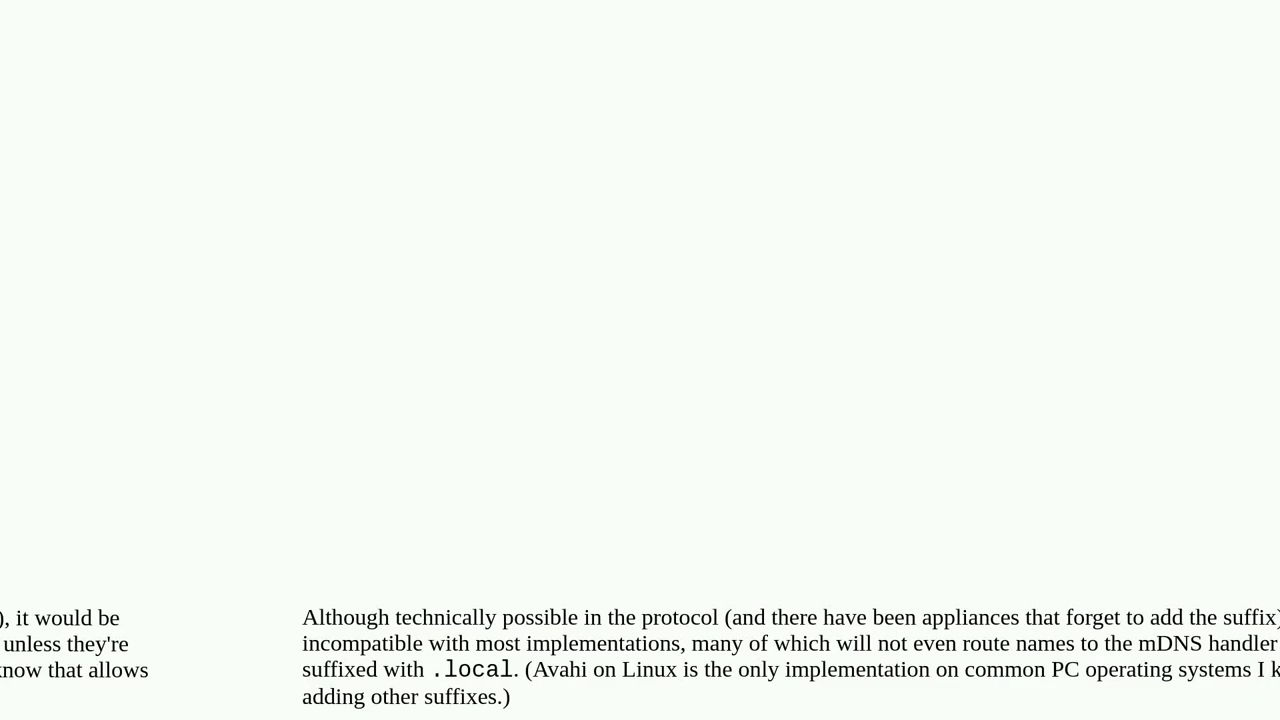 ), it would be
unless they're
know that allows
Although technically possible in the protocol (and there have been appliances that forget to add the suffix)
incompatible with most implementations, many of which will not even route names to the mDNS handler
suffixed with .local. (Avahi on Linux is the only implementation on common PC operating systems I k
adding other suffixes.)